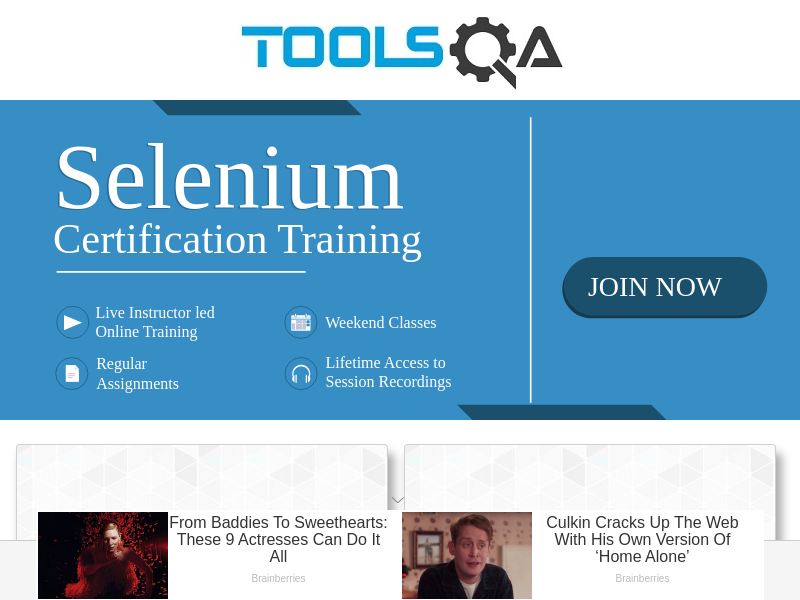 TOOLSQA
Selenium
Certification Training
JOIN NOW
Live Instructor led
Online Training
Weekend Classes
Regular
Assignments
Lifetime Access to
Session Recordings
From Baddies To Sweethearts:
These 9 Actresses Can Do It
All
Brainberries
Culkin Cracks Up The Web
With His Own Version Of
‘Home Alone’
Brainberries